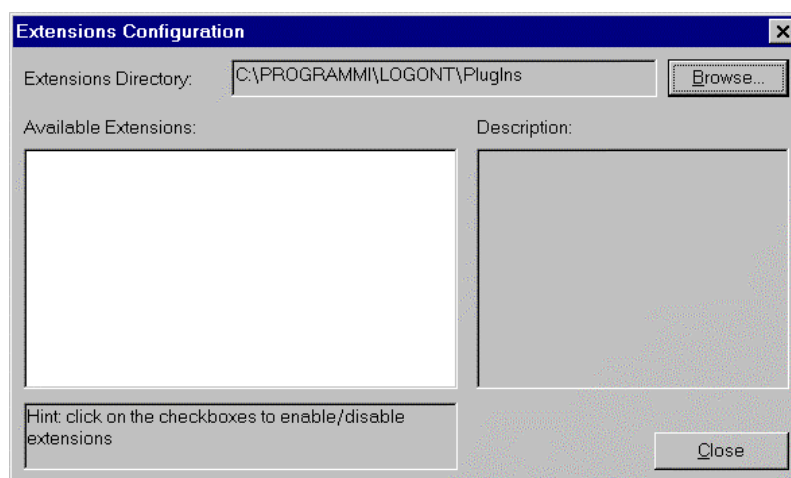 Extensions Configuration
Extensions Directory:
C:\PROGRAMMI\LOGONT\PlugIns
Browse...
Available Extensions:
Description:
Hint: click on the checkboxes to enable/disable
extensions
Close